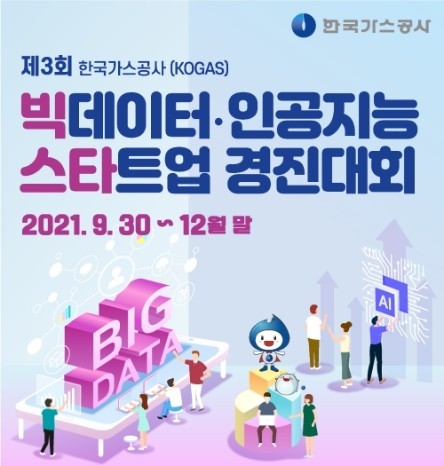 한국가스공사
제3회 한국가스공사 (KOGAS)
빅데이터·인공지능
스타트업 경진대회
2021. 9. 30 ~ 12월 말
AI
BIG
DATA